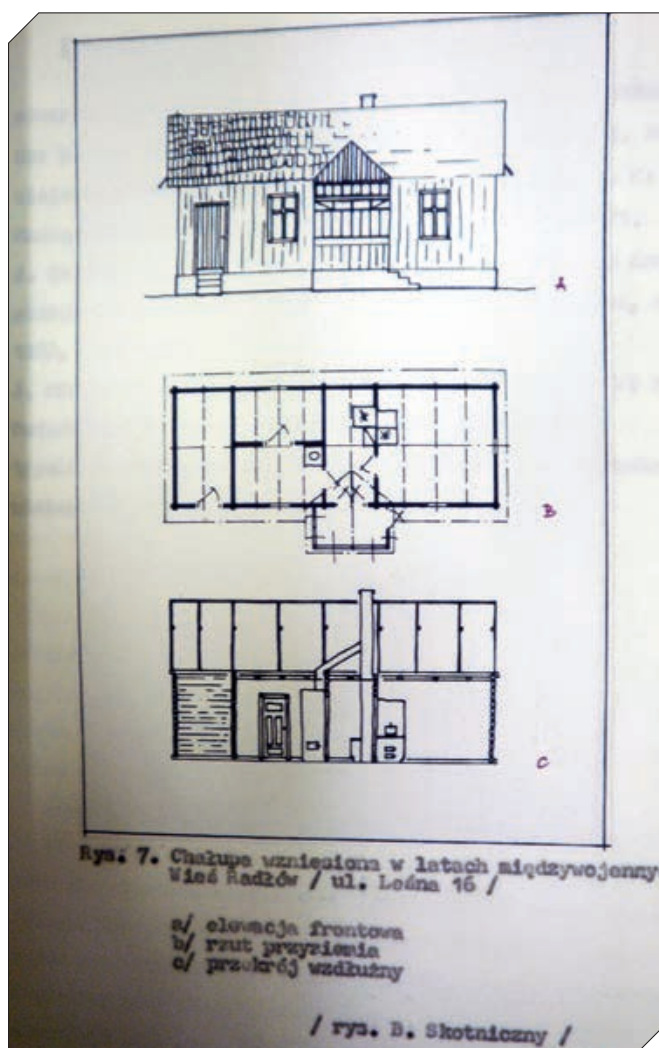 A
B
C
Rys. 7. Chałupa wzniesiona w latach międzywojenny
Wieś Radłów / ul. Leśna 16 /
a/ elewacja frontowa
b/ rzut przyziemia
c/ przekrój wzdłużny
/ rys. B. Skotniczny /